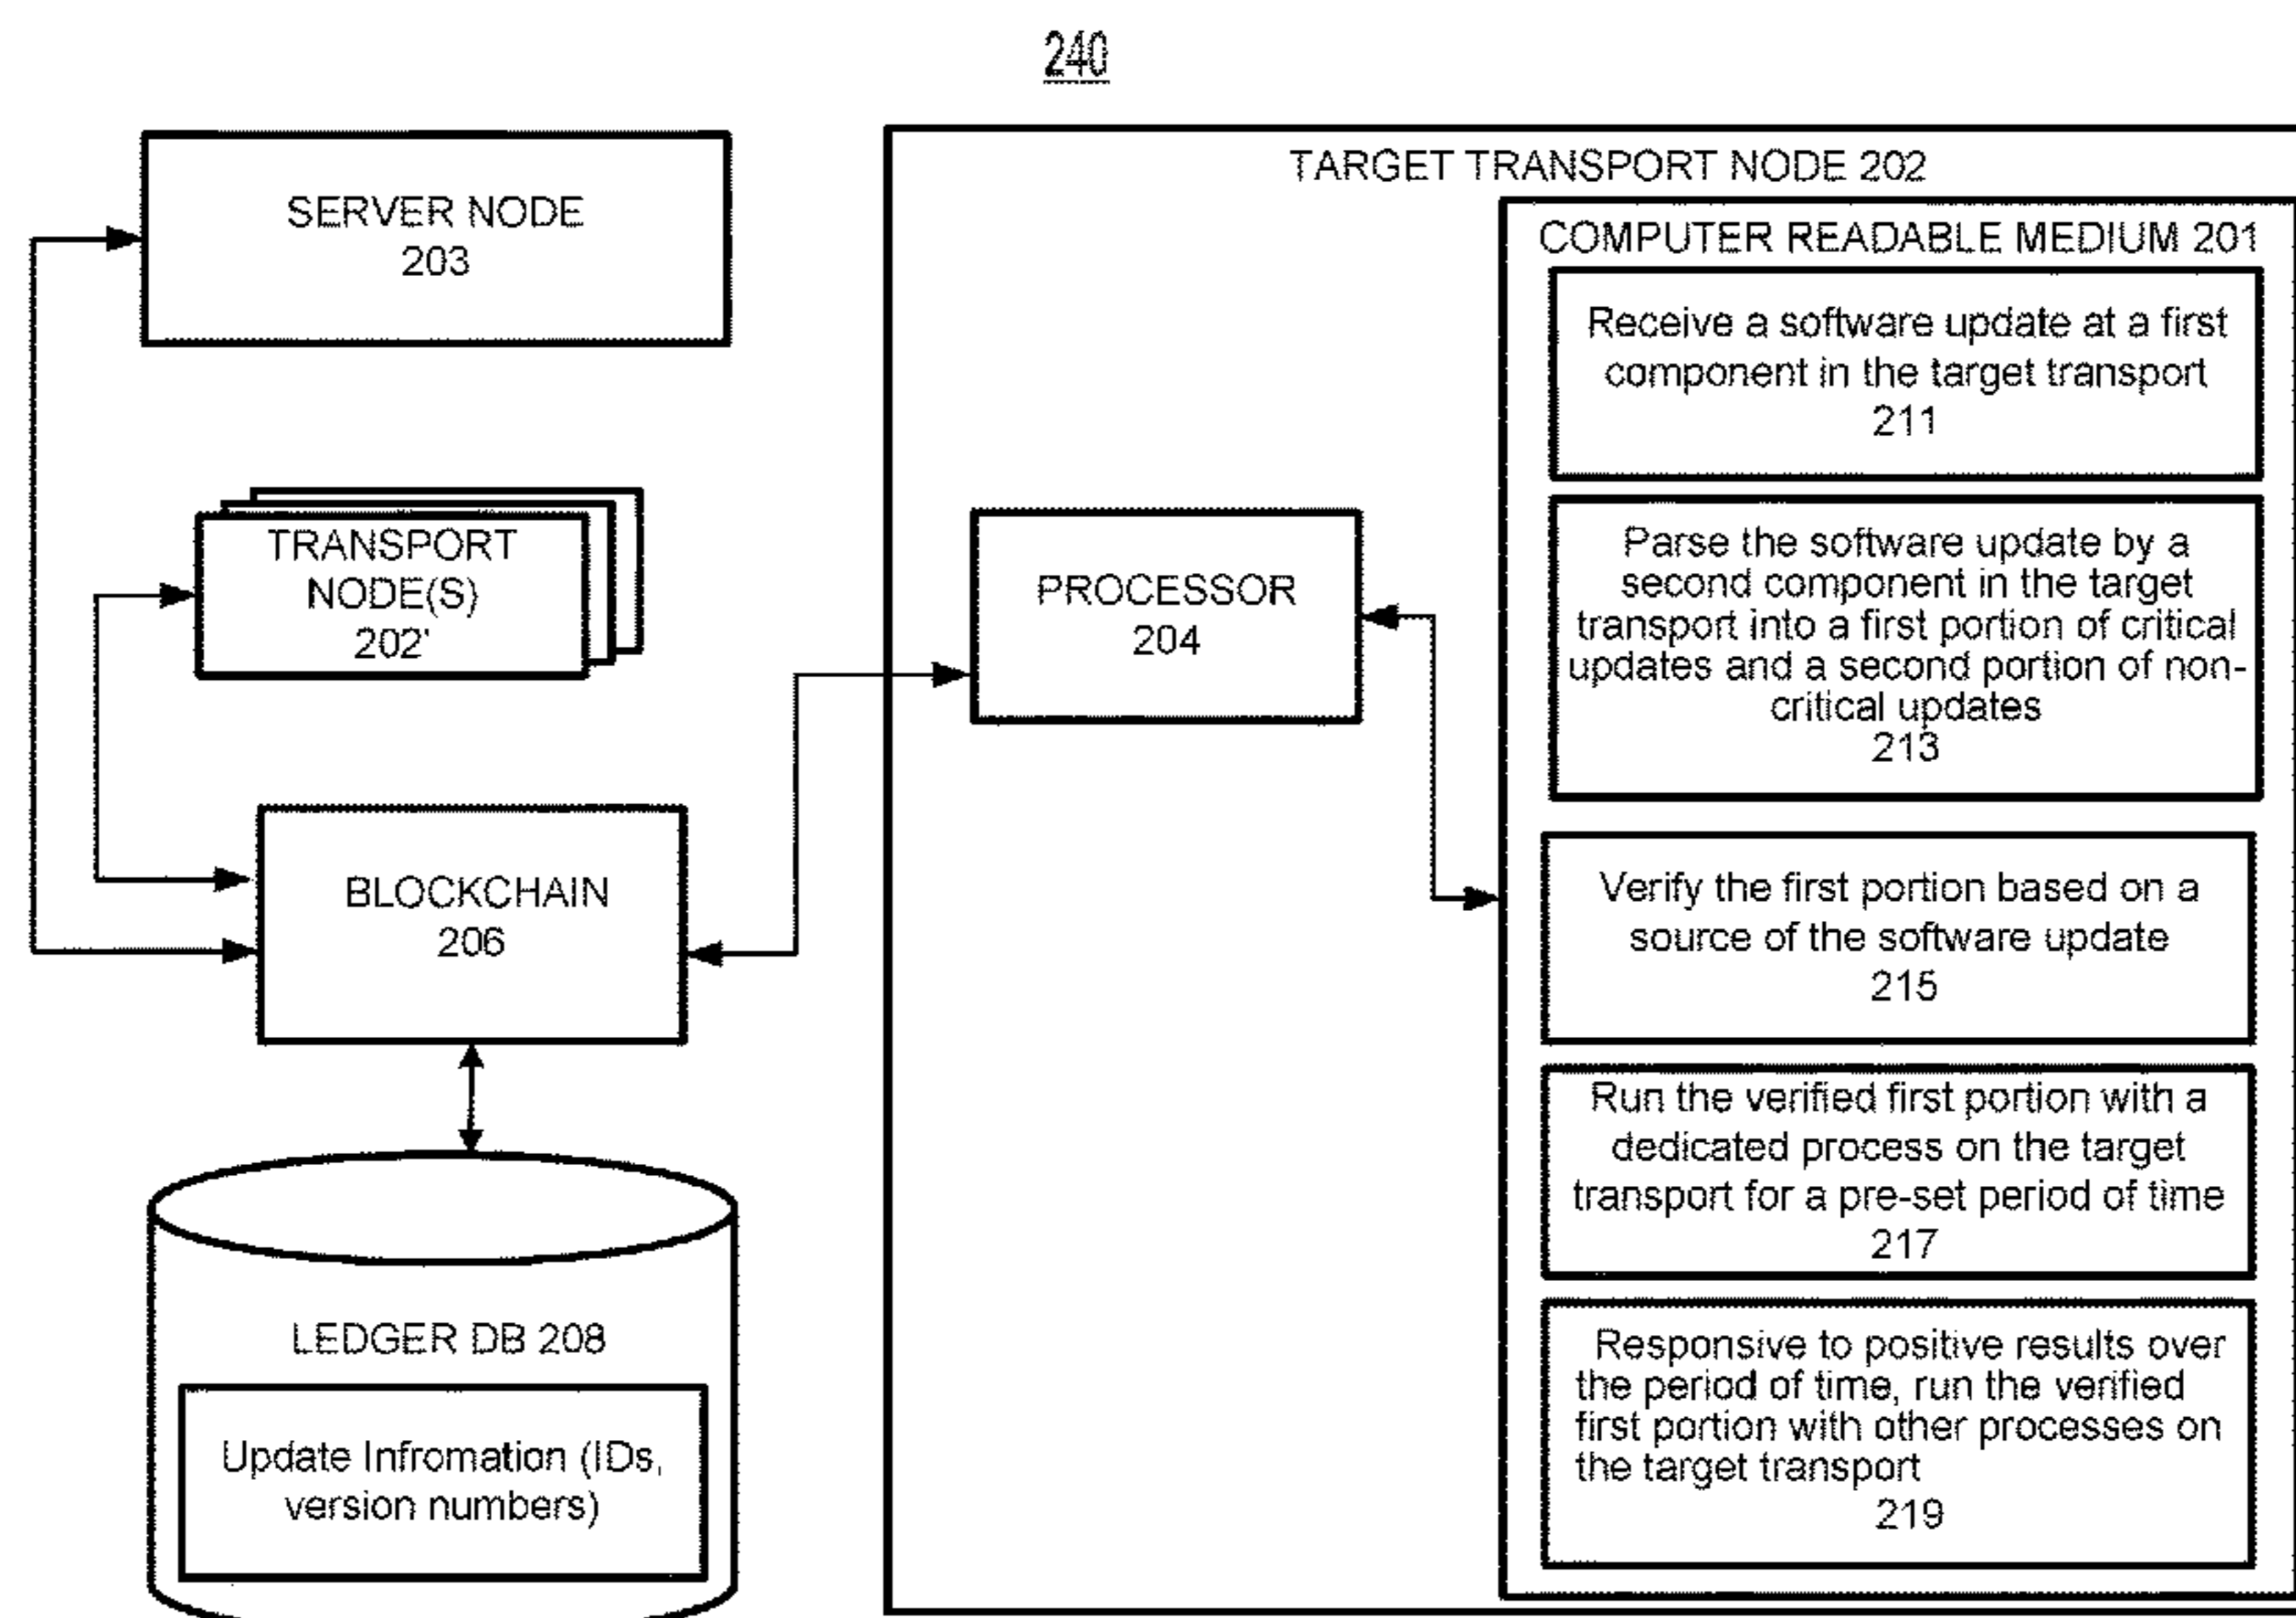 240
SERVER NODE
203
TRANSPORT
NODE(S)
202'
BLOCKCHAIN
206
LEDGER DB 208
Update Infromation (IDs,
version numbers)
TARGET TRANSPORT NODE 202
PROCESSOR
204
COMPUTER READABLE MEDIUM 201
Receive a software update at a first
component in the target transport
211
Parse the software update by a
second component in the target
transport into a first portion of critical
updates and a second portion of non-
critical updates
213
Verify the first portion based on a
source of the software update
215
Run the verified first portion with a
dedicated process on the target
transport for a pre-set period of time
217
Responsive to positive results over
the period of time, run the verified
first portion with other processes on
the target transport
219